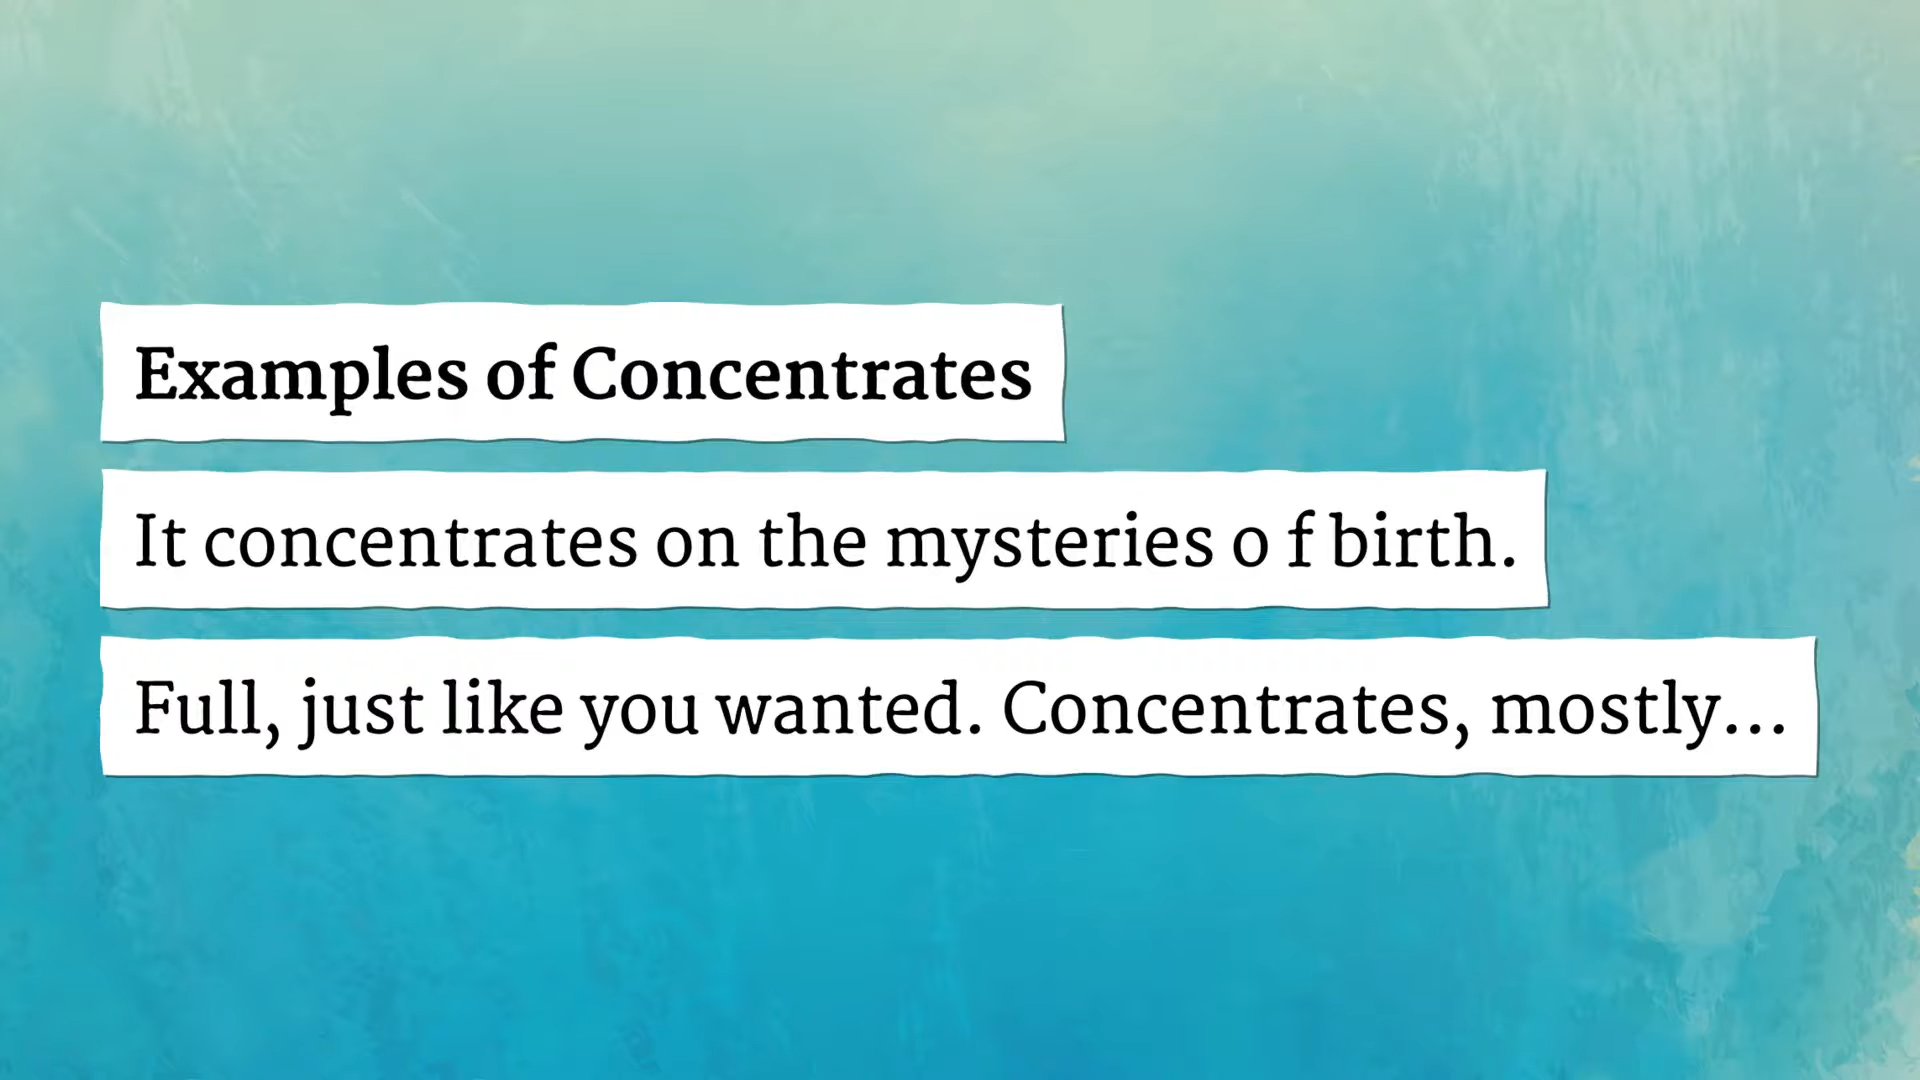 Examples of Concentrates
It concentrates on the mysteries o f birth.
Full, just like you wanted. Concentrates, mostly...